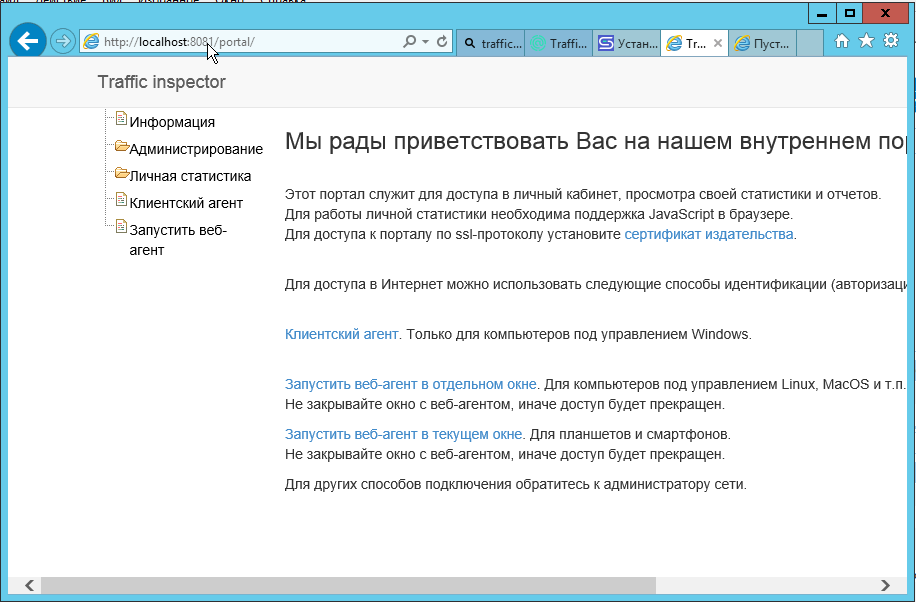 http://localhost:8081/portal/
traffic...
Traffi...
Устан...
Tr...
Пуст...
Traffic inspector
Информация
Администрирование
Личная статистика
Клиентский агент
Запустить веб-
агент
Мы рады приветствовать Вас на нашем внутреннем
Этот портал служит для доступа в личный кабинет, просмотра своей статистики и отчетов.
Для работы личной статистики необходима поддержка JavaScript в браузере.
Для доступа к порталу по ssl-протоколу установите сертификат издательства.
Для доступа в Интернет можно использовать следующие способы идентификации
Клиентский агент. Только для компьютеров под управлением Windows.
Запустить веб-агент в отдельном окне. Для компьютеров под управлением Linux, MacOS и т.п.
Не закрывайте окно с веб-агентом, иначе доступ будет прекращен.
Запустить веб-агент в текущем окне. Для планшетов и смартфонов.
Не закрывайте окно с веб-агентом, иначе доступ будет прекращен.
Для других способов подключения обратитесь к администратору сети.